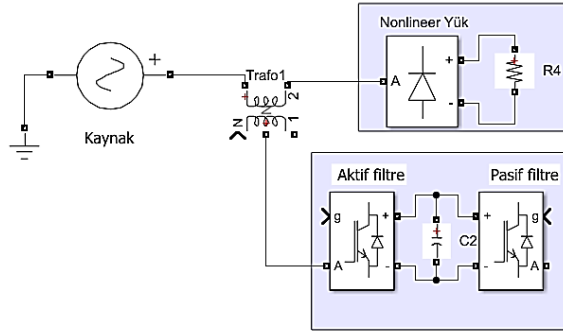 Nonlineer Yük
+
Trafo1
+
A
-
R4
2
N
1
Kaynak
Aktif filtre
Pasif filtre
g
+
A
-
C2
+
g
-
A